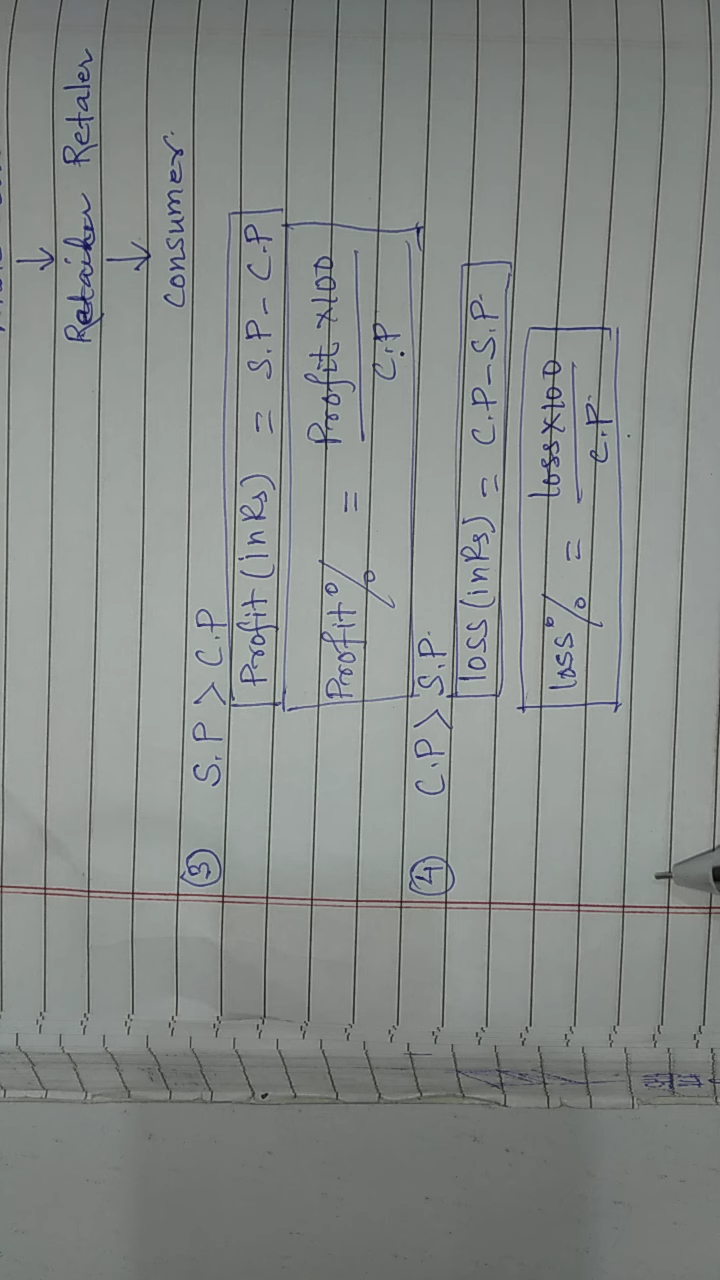 ↓
Retailer Retaler
↓
Consumer.
③ S.P > C.P
Profit (in Rs) = S.P - C.P
Profit % = Profit x100 / C.P
④ C.P > S.P.
loss (in Rs) = C.P - S.P.
loss % = loss x100 / C.P